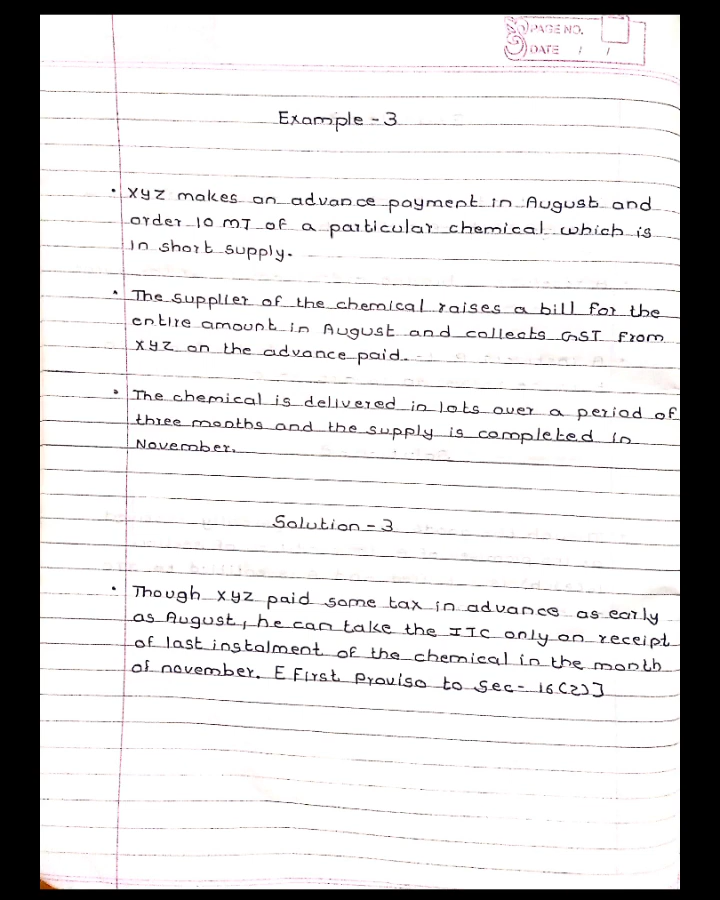 PAGE NO.
DATE / /
Example - 3
• XYZ makes an advance payment in August and
order 10 MT of a particular chemical which is
in short supply.
• The supplier of the chemical raises a bill for the
entire amount in August and collects GST from
XYZ on the advance paid.
• The chemical is delivered in lots over a period of
three months and the supply is completed in
November.
Solution - 3
• Though XYZ paid some tax in advance as early
as August, he can take the ITC only on receipt
of last instalment of the chemical in the month
of november. [First Proviso to Sec- 16(2)]